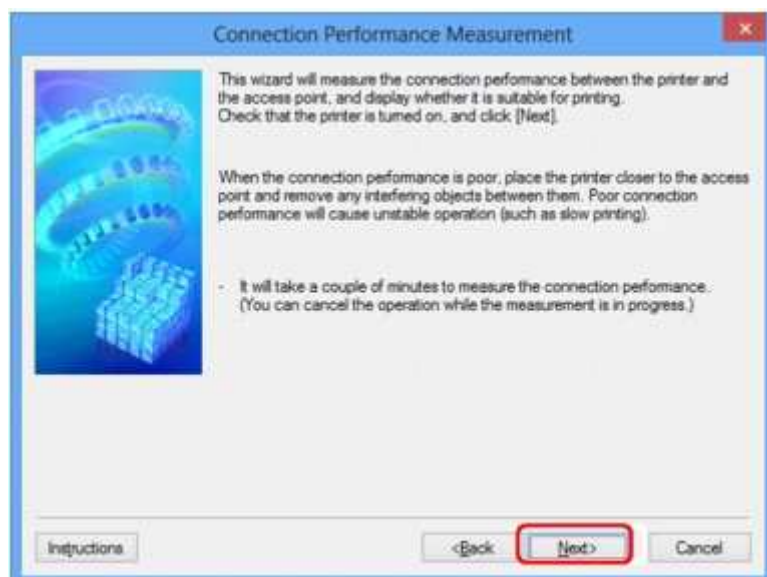 Connection Performance Measurement
This wizard will measure the connection performance between the printer and
the access point, and display whether it is suitable for printing.
Check that the printer is turned on, and click [Next].
When the connection performance is poor, place the printer closer to the access
point and remove any interfering objects between them. Poor connection
performance will cause unstable operation (such as slow printing).
- It will take a couple of minutes to measure the connection performance.
(You can cancel the operation while the measurement is in progress.)
Instructions
<Back
Next>
Cancel